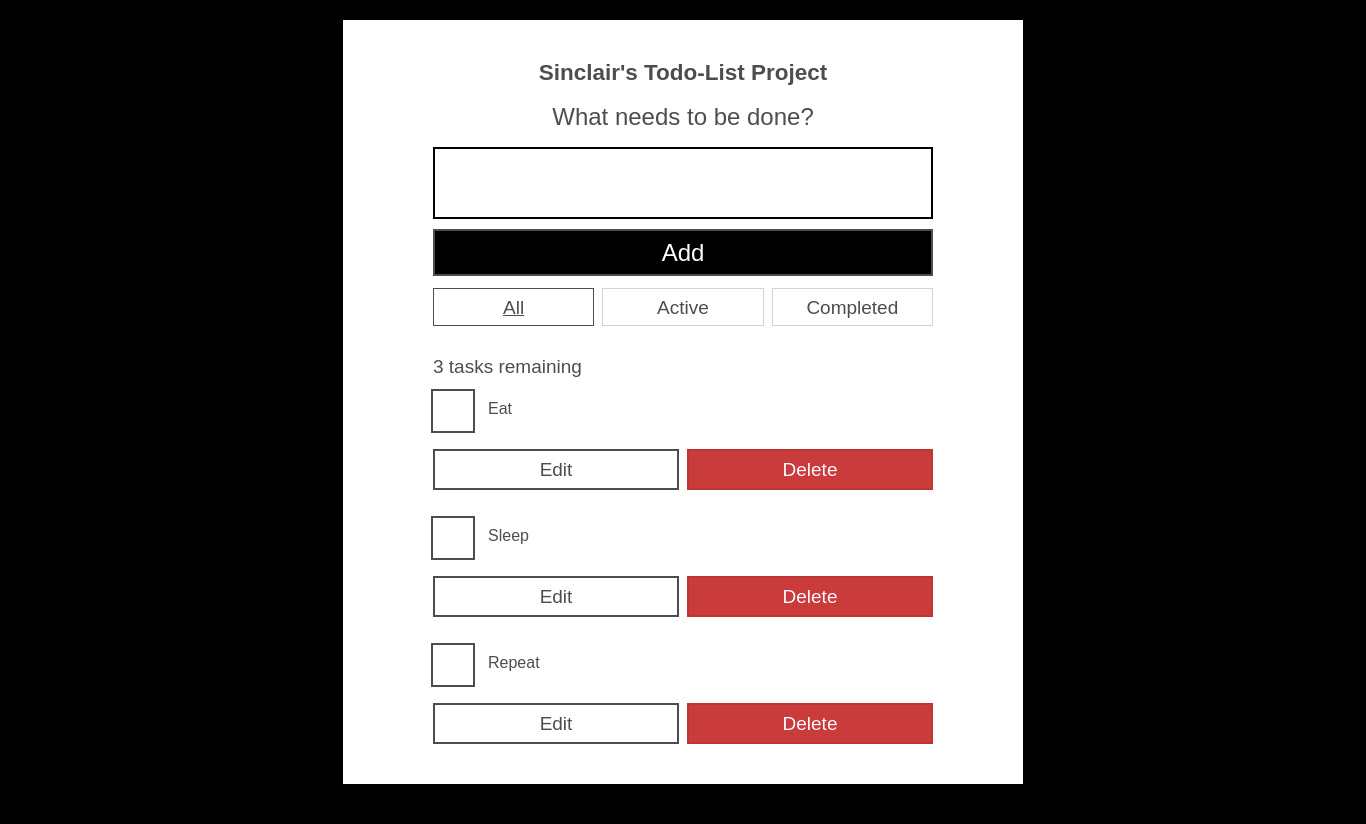 Sinclair's Todo-List Project
What needs to be done?
Add
All Active Completed
3 tasks remaining
Eat
Edit Delete
Sleep
Edit Delete
Repeat
Edit Delete